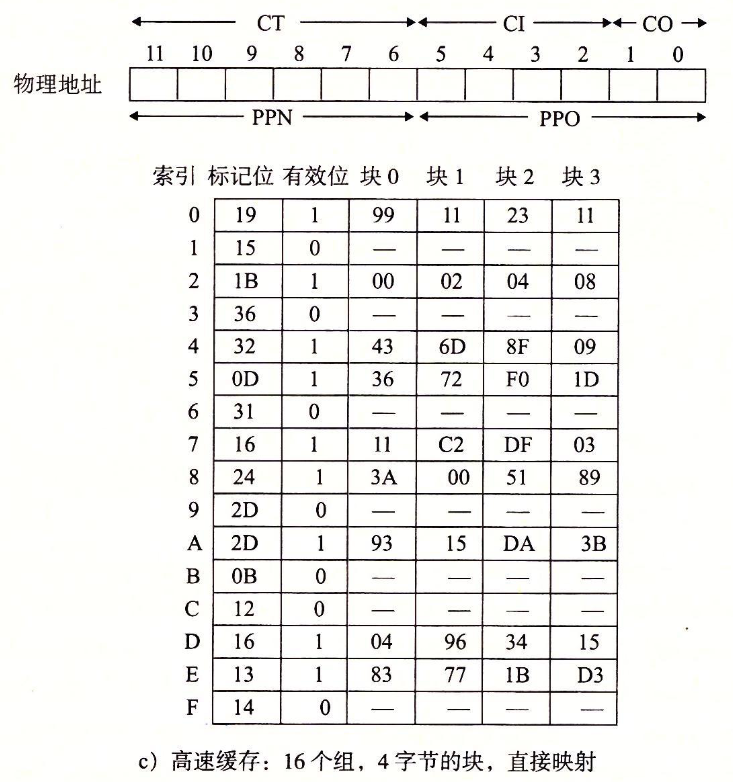 CT CI CO
11 10 9 8 7 6 5 4 3 2 1 0
物理地址
PPN PPO
索引 标记位 有效位 块0 块1 块2 块3
0 19 1 99 11 23 11
1 15 0 — — — —
2 1B 1 00 02 04 08
3 36 0 — — — —
4 32 1 43 6D 8F 09
5 0D 1 36 72 F0 1D
6 31 0 — — — —
7 16 1 11 C2 DF 03
8 24 1 3A 00 51 89
9 2D 0 — — — —
A 2D 1 93 15 DA 3B
B 0B 0 — — — —
C 12 0 — — — —
D 16 1 04 96 34 15
E 13 1 83 77 1B D3
F 14 0 — — — —
c）高速缓存：16个组，4字节的块，直接映射